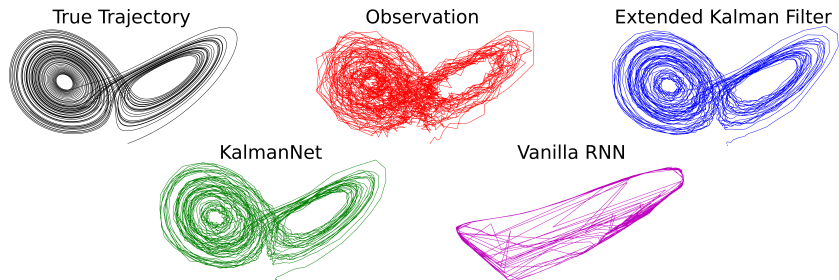 True Trajectory
Observation
Extended Kalman Filter
KalmanNet
Vanilla RNN